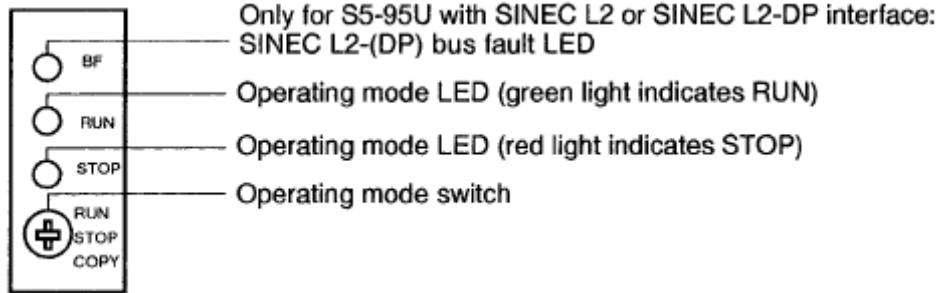 Only for S5-95U with SINEC L2 or SINEC L2-DP interface:
BF SINEC L2-(DP) bus fault LED
RUN Operating mode LED (green light indicates RUN)
STOP Operating mode LED (red light indicates STOP)
Operating mode switch
RUN
STOP
COPY